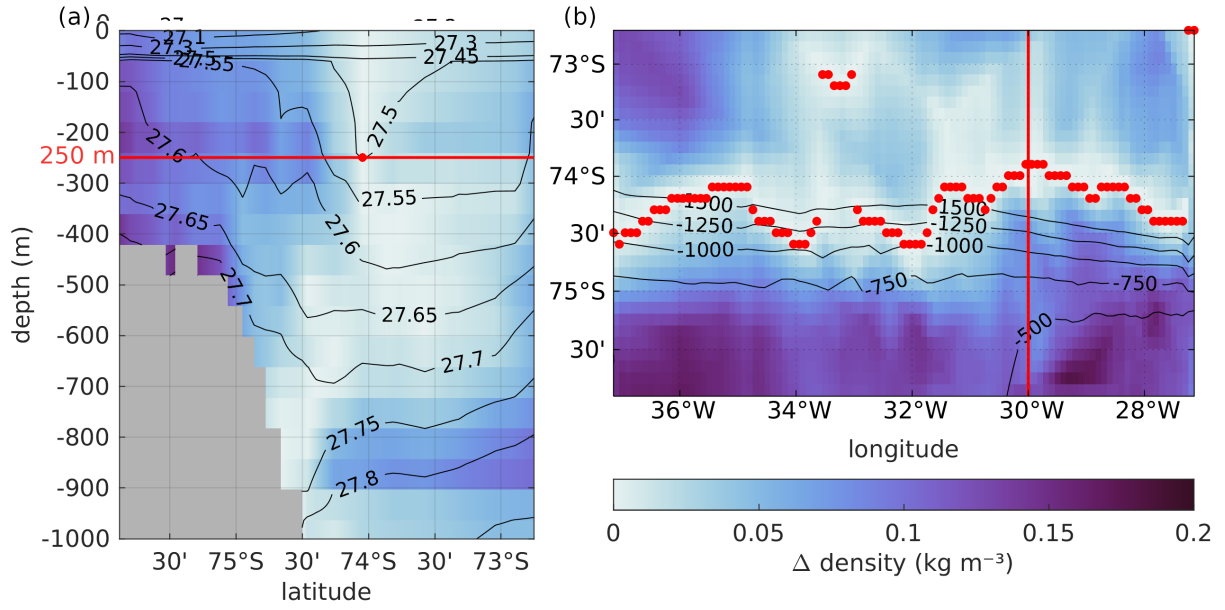 (a)
27.1
27.3
27.3
27.45
27.55
27.5
27.6
27.55
27.65
27.6
27.7
27.65
27.7
27.75
27.8
0
-100
-200
250 m
-300
-400
-500
-600
-700
-800
-900
-1000
depth (m)
30'
75°S
30'
74°S
30'
73°S
latitude
(b)
73°S
30'
74°S
30'
75°S
30'
-1500
1500
-1250
-1250
-1000
-1000
-750
-750
-500
36°W
34°W
32°W
30°W
28°W
longitude
0
0.05
0.1
0.15
0.2
Δ density (kg m⁻³)